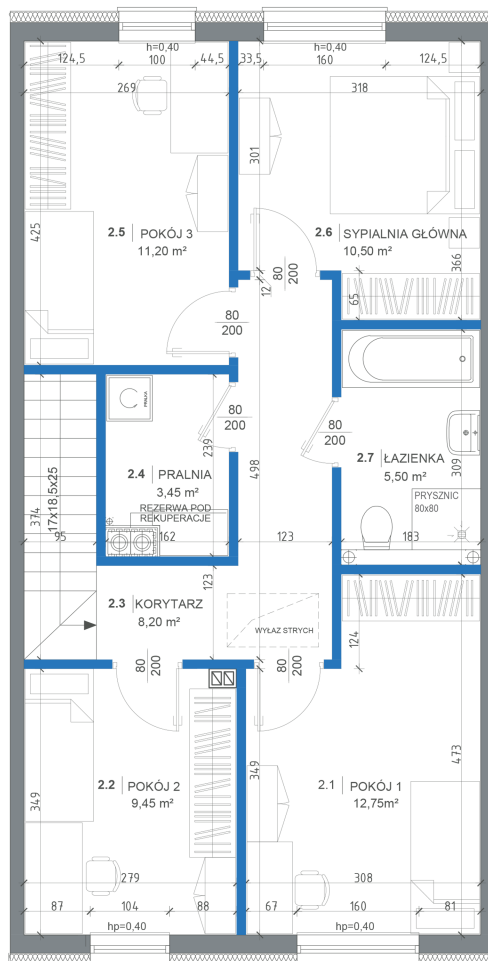 h=0,40
h=0,40
124,5
100
44,5
33,5
160
124,5
269
318
301
425
2.5 POKÓJ 3
11,20 m²
2.6 SYPIALNIA GŁÓWNA
10,50 m²
366
80
200
12
65
80
200
PRALKA
80
200
80
200
239
2.4 PRALNIA
3,45 m²
2.7 ŁAZIENKA
5,50 m²
309
498
374
17x18,5x25
REZERWA POD
REKUPERACJE
PRYSZNIC
80x80
95
162
123
183
123
2.3 KORYTARZ
8,20 m²
WYŁAZ STRYCH
124
80
200
80
200
473
349
349
2.2 POKÓJ 2
9,45 m²
2.1 POKÓJ 1
12,75m²
279
308
87
104
88
67
160
81
hp=0,40
hp=0,40